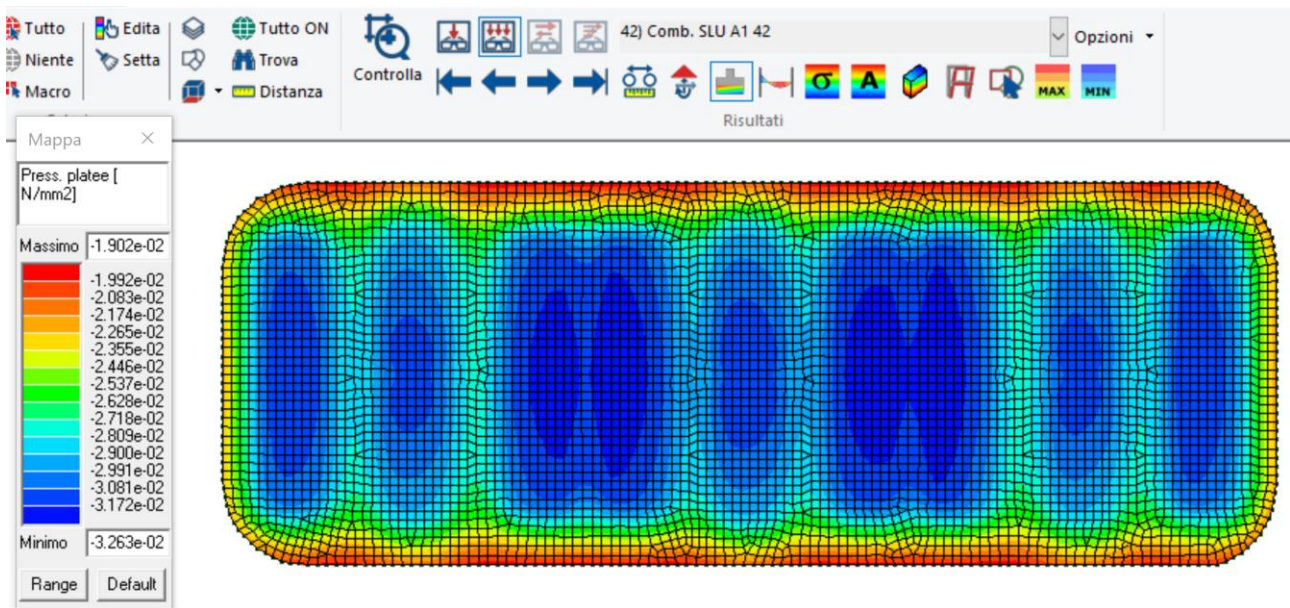 Tutto
Edita
Tutto ON
42) Comb. SLU A1 42
Opzioni
Niente
Setta
Trova
Controlla
Macro
Distanza
σ
A
MAX
MIN
Risultati
Mappa
Press. platee [
N/mm2]
Massimo -1.902e-02
-1.992e-02
-2.083e-02
-2.174e-02
-2.265e-02
-2.355e-02
-2.446e-02
-2.537e-02
-2.628e-02
-2.718e-02
-2.809e-02
-2.900e-02
-2.991e-02
-3.081e-02
-3.172e-02
Minimo -3.263e-02
Range Default